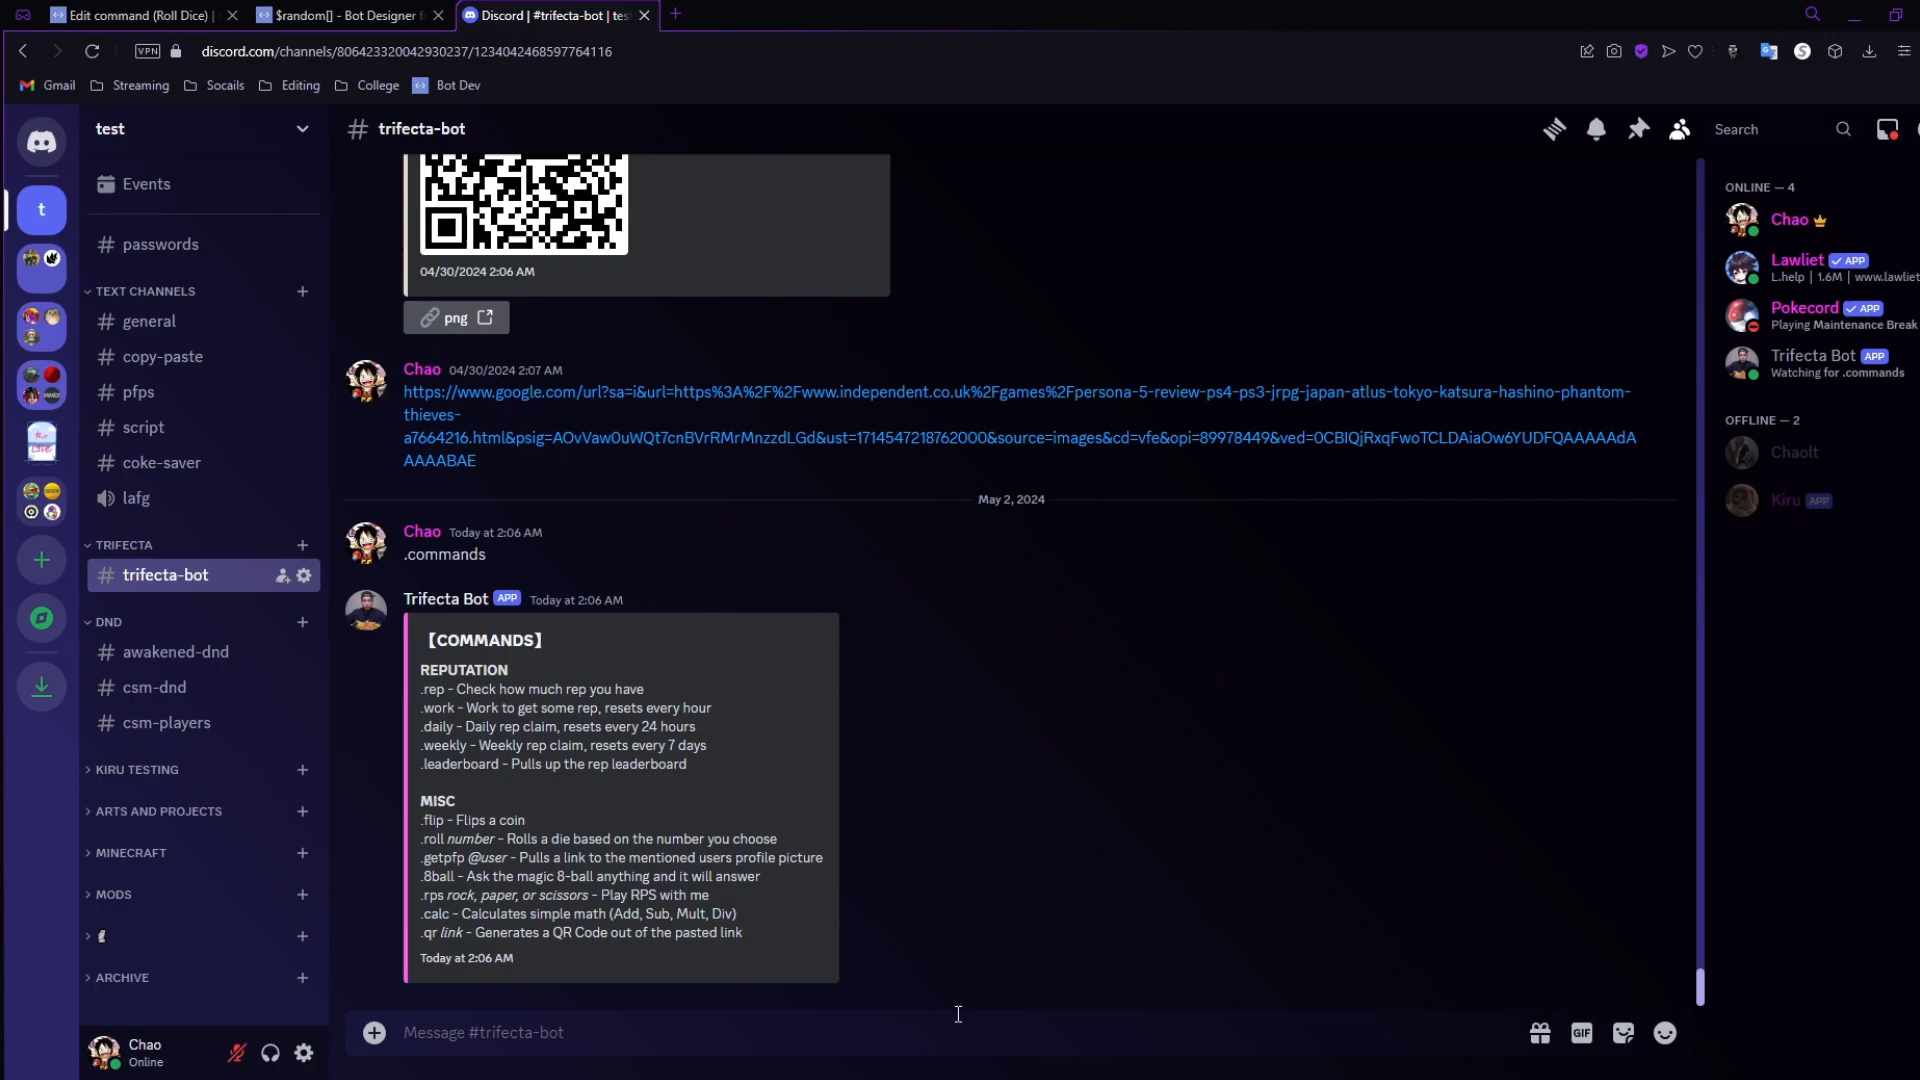 Edit command (Roll Dice) |
$random[] - Bot Designer f
Discord | #trifecta-bot | tes
VPN
discord.com/channels/806423320042930237/1234042468597764116
Gmail
Streaming
Socails
Editing
College
Bot Dev
test
# trifecta-bot
Search
Events
t
# passwords
TEXT CHANNELS
# general
# copy-paste
# pfps
# script
# coke-saver
lafg
TRIFECTA
# trifecta-bot
DND
# awakened-dnd
# csm-dnd
# csm-players
KIRU TESTING
ARTS AND PROJECTS
MINECRAFT
MODS
ARCHIVE
Chao
Online
04/30/2024 2:06 AM
png
Chao 04/30/2024 2:07 AM
https://www.google.com/url?sa=i&url=https%3A%2F%2Fwww.independent.co.uk%2Fgames%2Fpersona-5-review-ps4-ps3-jrpg-japan-atlus-tokyo-katsura-hashino-phantom-
thieves-
a7664216.html&psig=AOvVaw0uWQt7cnBVrRMrMnzzdLGd&ust=1714547218762000&source=images&cd=vfe&opi=89978449&ved=0CBIQjRxqFwoTCLDAiaOw6YUDFQAAAAAdA
AAAABAE
May 2, 2024
Chao Today at 2:06 AM
.commands
Trifecta Bot APP Today at 2:06 AM
【COMMANDS】
REPUTATION
.rep - Check how much rep you have
.work - Work to get some rep, resets every hour
.daily - Daily rep claim, resets every 24 hours
.weekly - Weekly rep claim, resets every 7 days
.leaderboard - Pulls up the rep leaderboard
MISC
.flip - Flips a coin
.roll number - Rolls a die based on the number you choose
.getpfp @user - Pulls a link to the mentioned users profile picture
.8ball - Ask the magic 8-ball anything and it will answer
.rps rock, paper, or scissors - Play RPS with me
.calc - Calculates simple math (Add, Sub, Mult, Div)
.qr link - Generates a QR Code out of the pasted link
Today at 2:06 AM
Message #trifecta-bot
GIF
ONLINE — 4
Chao
Lawliet APP
L.help | 1.6M | www.lawliet
Pokecord APP
Playing Maintenance Break
Trifecta Bot APP
Watching for .commands
OFFLINE — 2
Chaolt
Kiru APP